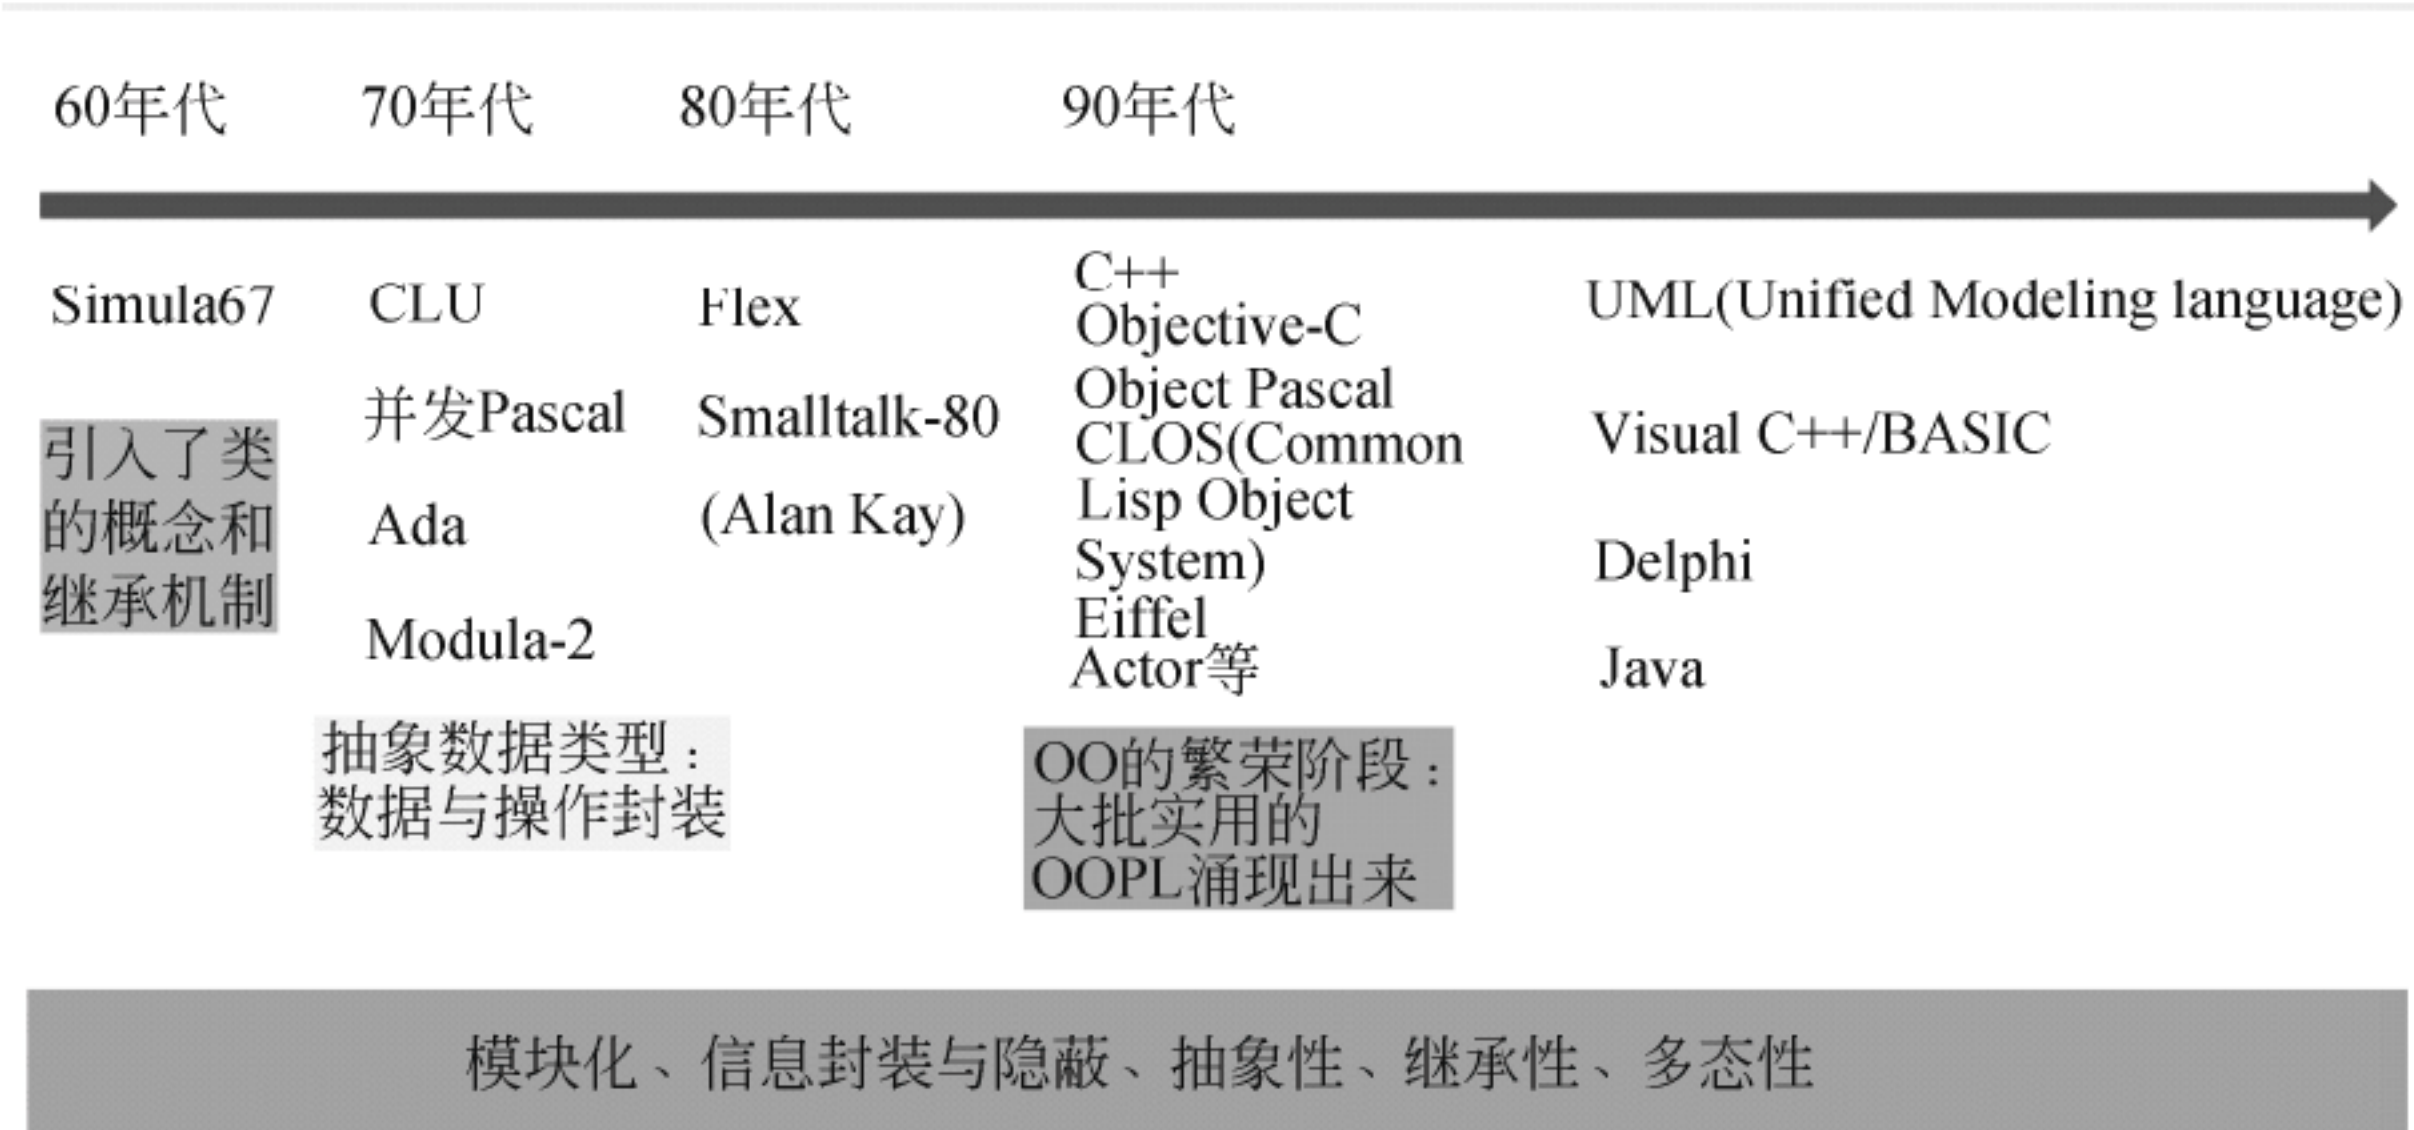 60年代
70年代
80年代
90年代
Simula67
引入了类
的概念和
继承机制
CLU
并发Pascal
Ada
Modula-2
抽象数据类型：
数据与操作封装
Flex
Smalltalk-80
(Alan Kay)
C++
Objective-C
Object Pascal
CLOS(Common
Lisp Object
System)
Eiffel
Actor等
OO的繁荣阶段：
大批实用的
OOPL涌现出来
UML(Unified Modeling language)
Visual C++/BASIC
Delphi
Java
模块化、信息封装与隐蔽、抽象性、继承性、多态性